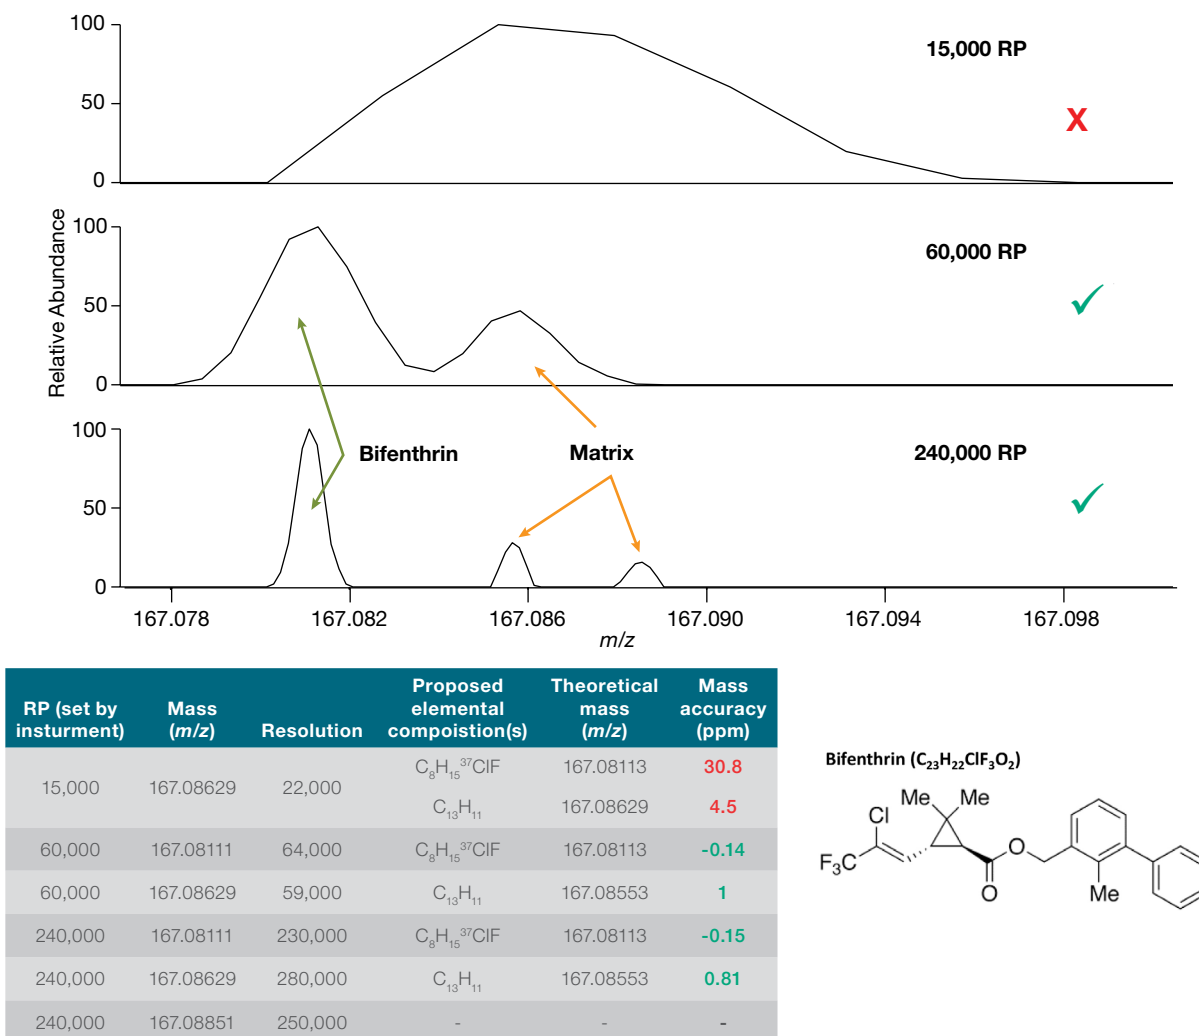 100
50
0
15,000 RP
X
100
50
0
60,000 RP
Relative Abundance
100
50
0
Bifenthrin
Matrix
240,000 RP
167.078 167.082 167.086 167.090 167.094 167.098
m/z
RP (set by insturment) Mass (m/z) Resolution Proposed elemental compoistion(s) Theoretical mass (m/z) Mass accuracy (ppm)
15,000 167.08629 22,000 C₈H₁₅³⁷ClF 167.08113 30.8
C₁₃H₁₁ 167.08629 4.5
60,000 167.08111 64,000 C₈H₁₅³⁷ClF 167.08113 -0.14
60,000 167.08629 59,000 C₁₃H₁₁ 167.08553 1
240,000 167.08111 230,000 C₈H₁₅³⁷ClF 167.08113 -0.15
240,000 167.08629 280,000 C₁₃H₁₁ 167.08553 0.81
240,000 167.08851 250,000 - - -
Bifenthrin (C₂₃H₂₂ClF₃O₂)
Me Me
Cl
F₃C
O
O
Me